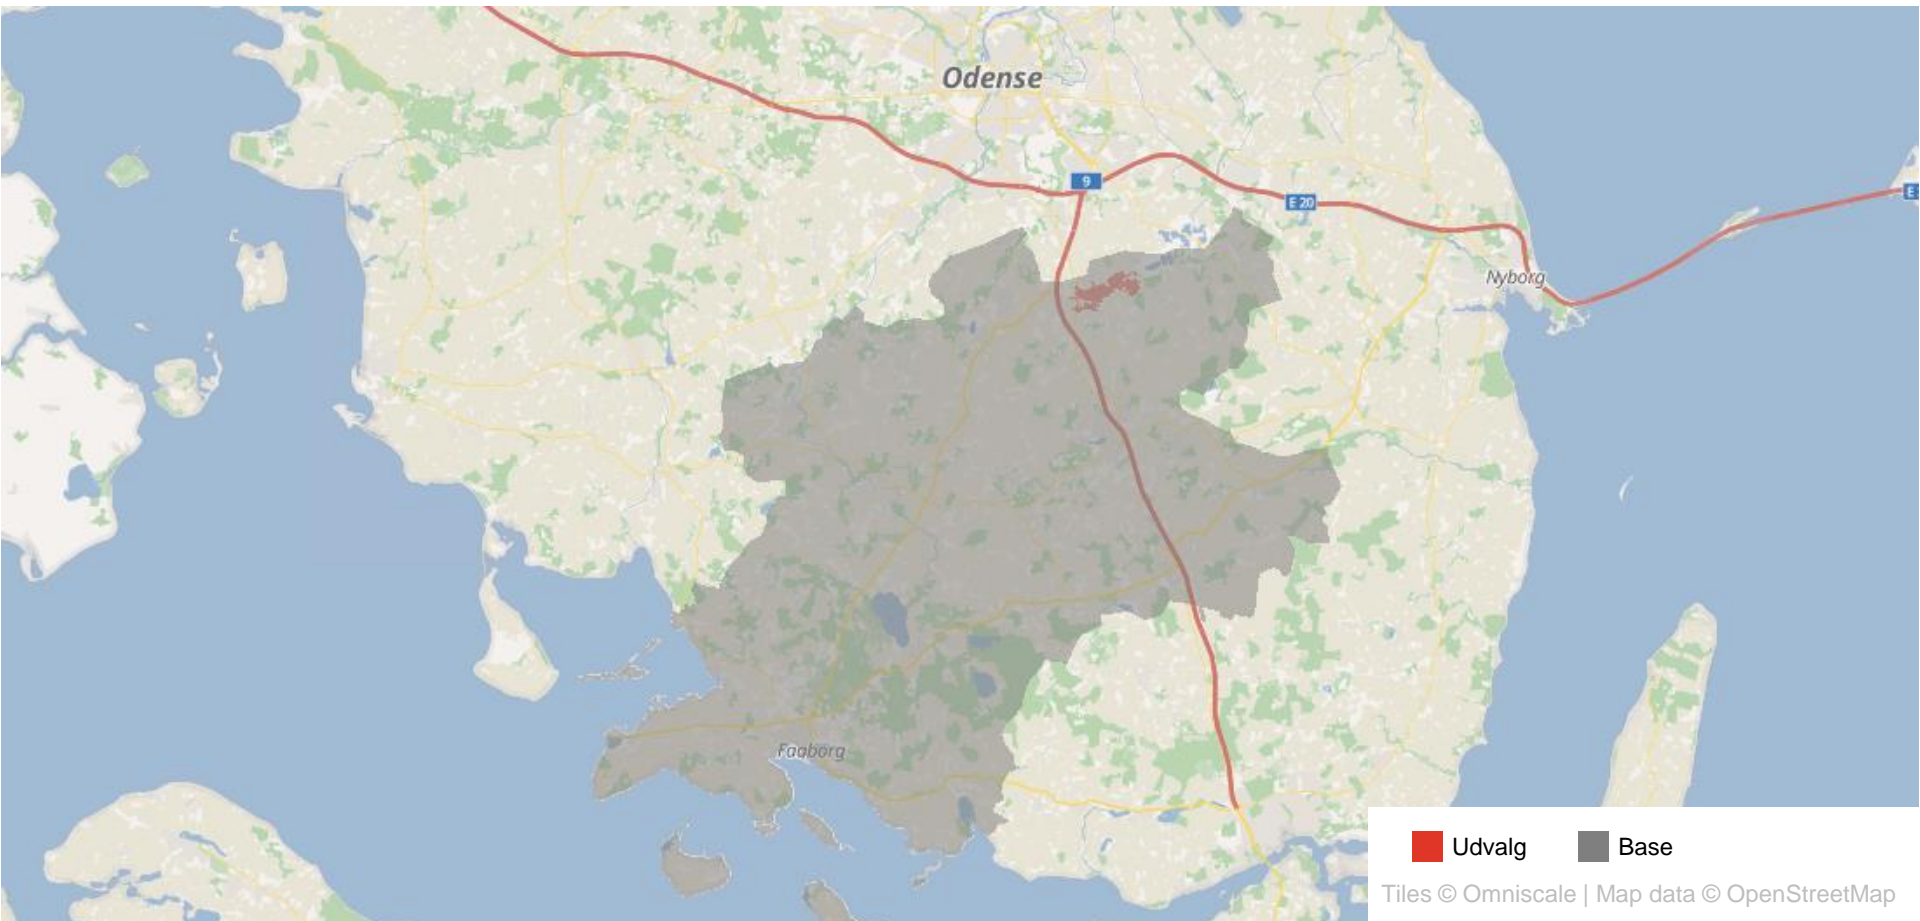 Odense
9
E 20
E
Nyborg
Faaborg
Udvalg
Base
Tiles © Omniscale | Map data © OpenStreetMap